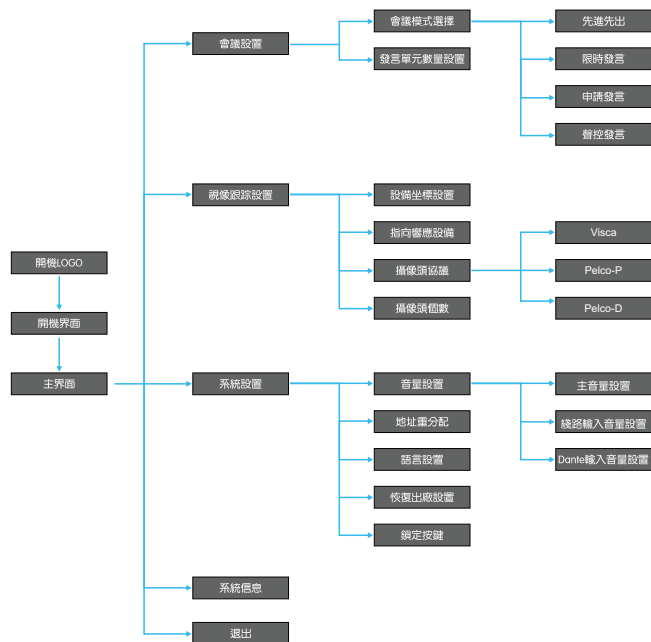 開機LOGO
開機界面
主界面
會議設置
會議模式選擇
先進先出
限時發言
申請發言
聲控發言
發言單元數量設置
視像跟踪設置
設備坐標設置
指向響應設備
攝像頭協議
Visca
Pelco-P
Pelco-D
攝像頭個數
系統設置
音量設置
主音量設置
綫路輸入音量設置
Dante輸入音量設置
地址重分配
語言設置
恢復出廠設置
鎖定按鍵
系統信息
退出